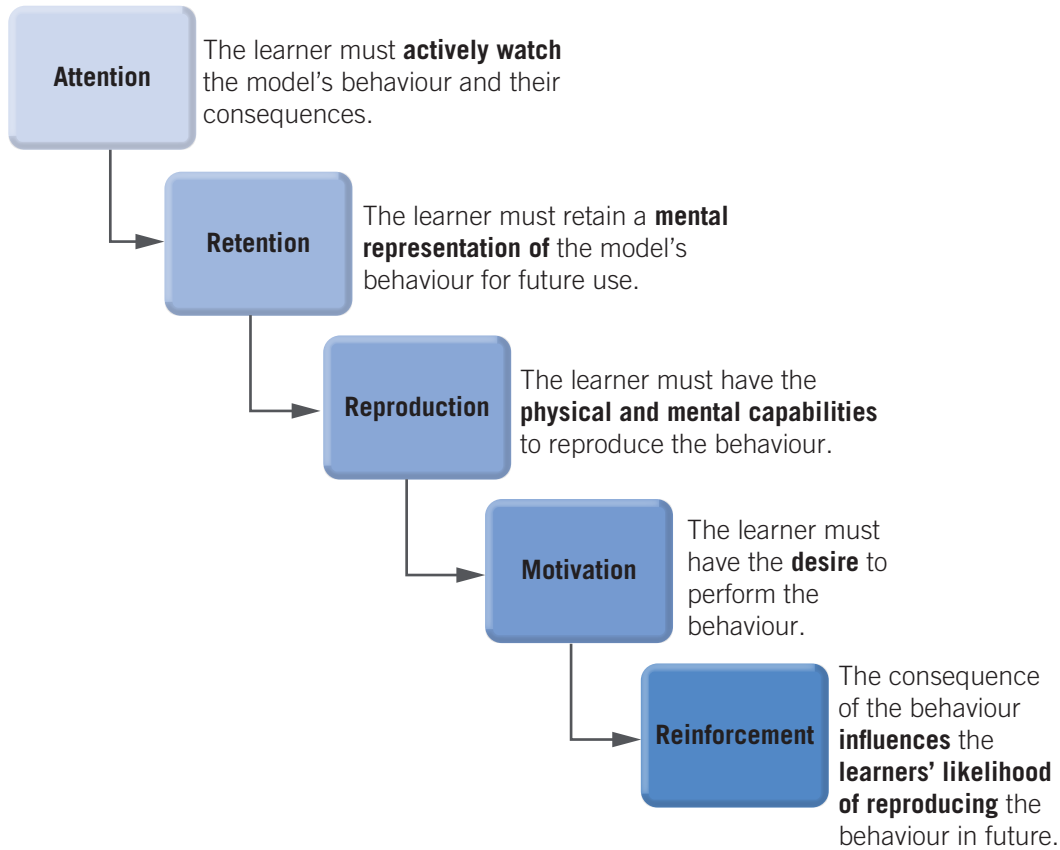 Attention
The learner must actively watch
the model’s behaviour and their
consequences.
Retention
The learner must retain a mental
representation of the model’s
behaviour for future use.
Reproduction
The learner must have the
physical and mental capabilities
to reproduce the behaviour.
Motivation
The learner must
have the desire to
perform the
behaviour.
Reinforcement
The consequence
of the behaviour
influences the
learners’ likelihood
of reproducing the
behaviour in future.